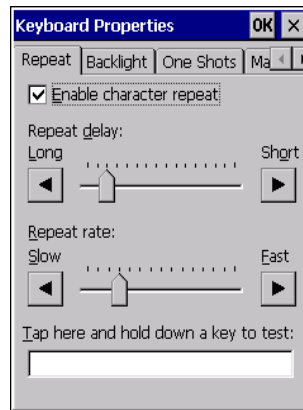 Keyboard Properties OK ×
Repeat Backlight One Shots Ma
Enable character repeat
Repeat delay:
Long Short
Repeat rate:
Slow Fast
Tap here and hold down a key to test: